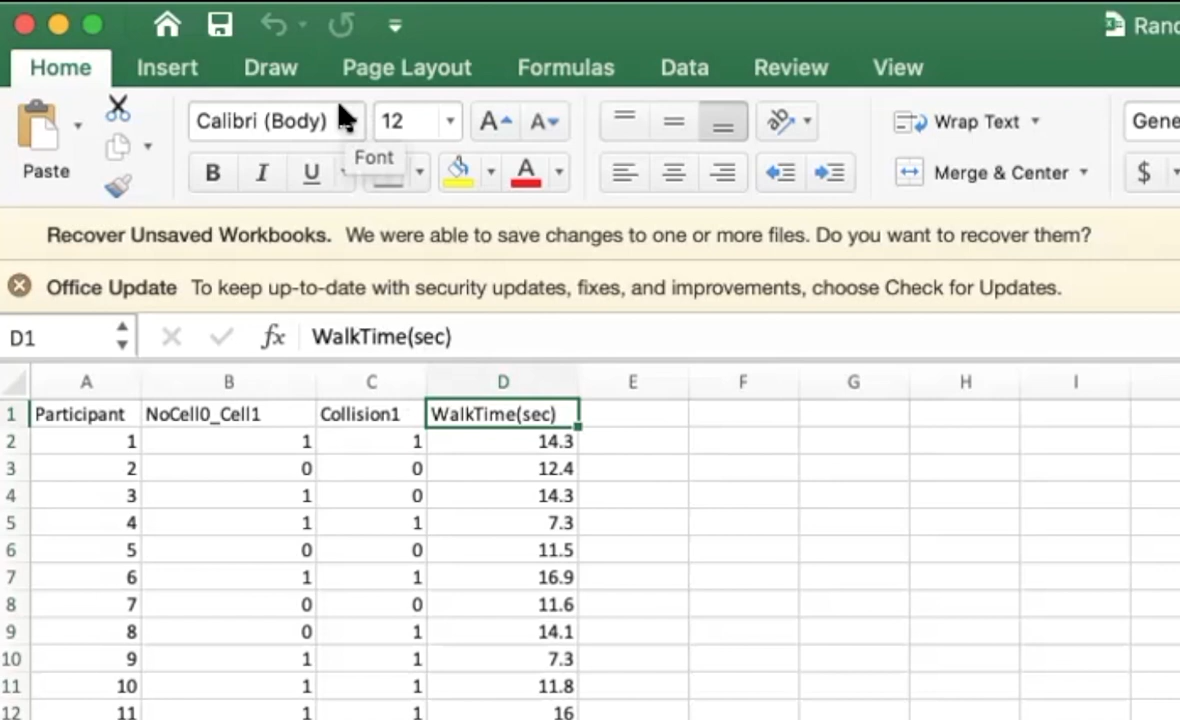 Rand
Home Insert Draw Page Layout Formulas Data Review View
Calibri (Body) 12 A A Wrap Text Gene
Paste B I U Font A Merge & Center $
Recover Unsaved Workbooks. We were able to save changes to one or more files. Do you want to recover them?
Office Update To keep up-to-date with security updates, fixes, and improvements, choose Check for Updates.
D1 fx WalkTime(sec)
A B C D E F G H I
1 Participant NoCell0_Cell1 Collision1 WalkTime(sec)
2 1 1 1 14.3
3 2 0 0 12.4
4 3 1 0 14.3
5 4 1 1 7.3
6 5 0 0 11.5
7 6 1 1 16.9
8 7 0 0 11.6
9 8 0 1 14.1
10 9 1 1 7.3
11 10 1 1 11.8
12 11 1 1 16